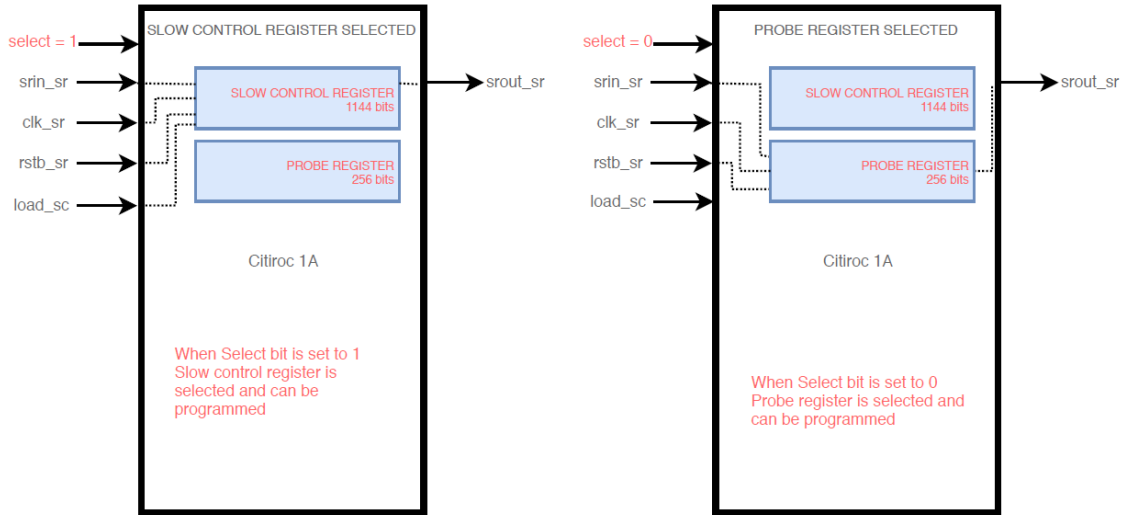 SLOW CONTROL REGISTER SELECTED
select = 1
srin_sr
clk_sr
rstb_sr
load_sc
SLOW CONTROL REGISTER
1144 bits
PROBE REGISTER
256 bits
srout_sr
Citiroc 1A
When Select bit is set to 1
Slow control register is
selected and can be
programmed
PROBE REGISTER SELECTED
select = 0
srin_sr
clk_sr
rstb_sr
load_sc
SLOW CONTROL REGISTER
1144 bits
PROBE REGISTER
256 bits
srout_sr
Citiroc 1A
When Select bit is set to 0
Probe register is selected and
can be programmed